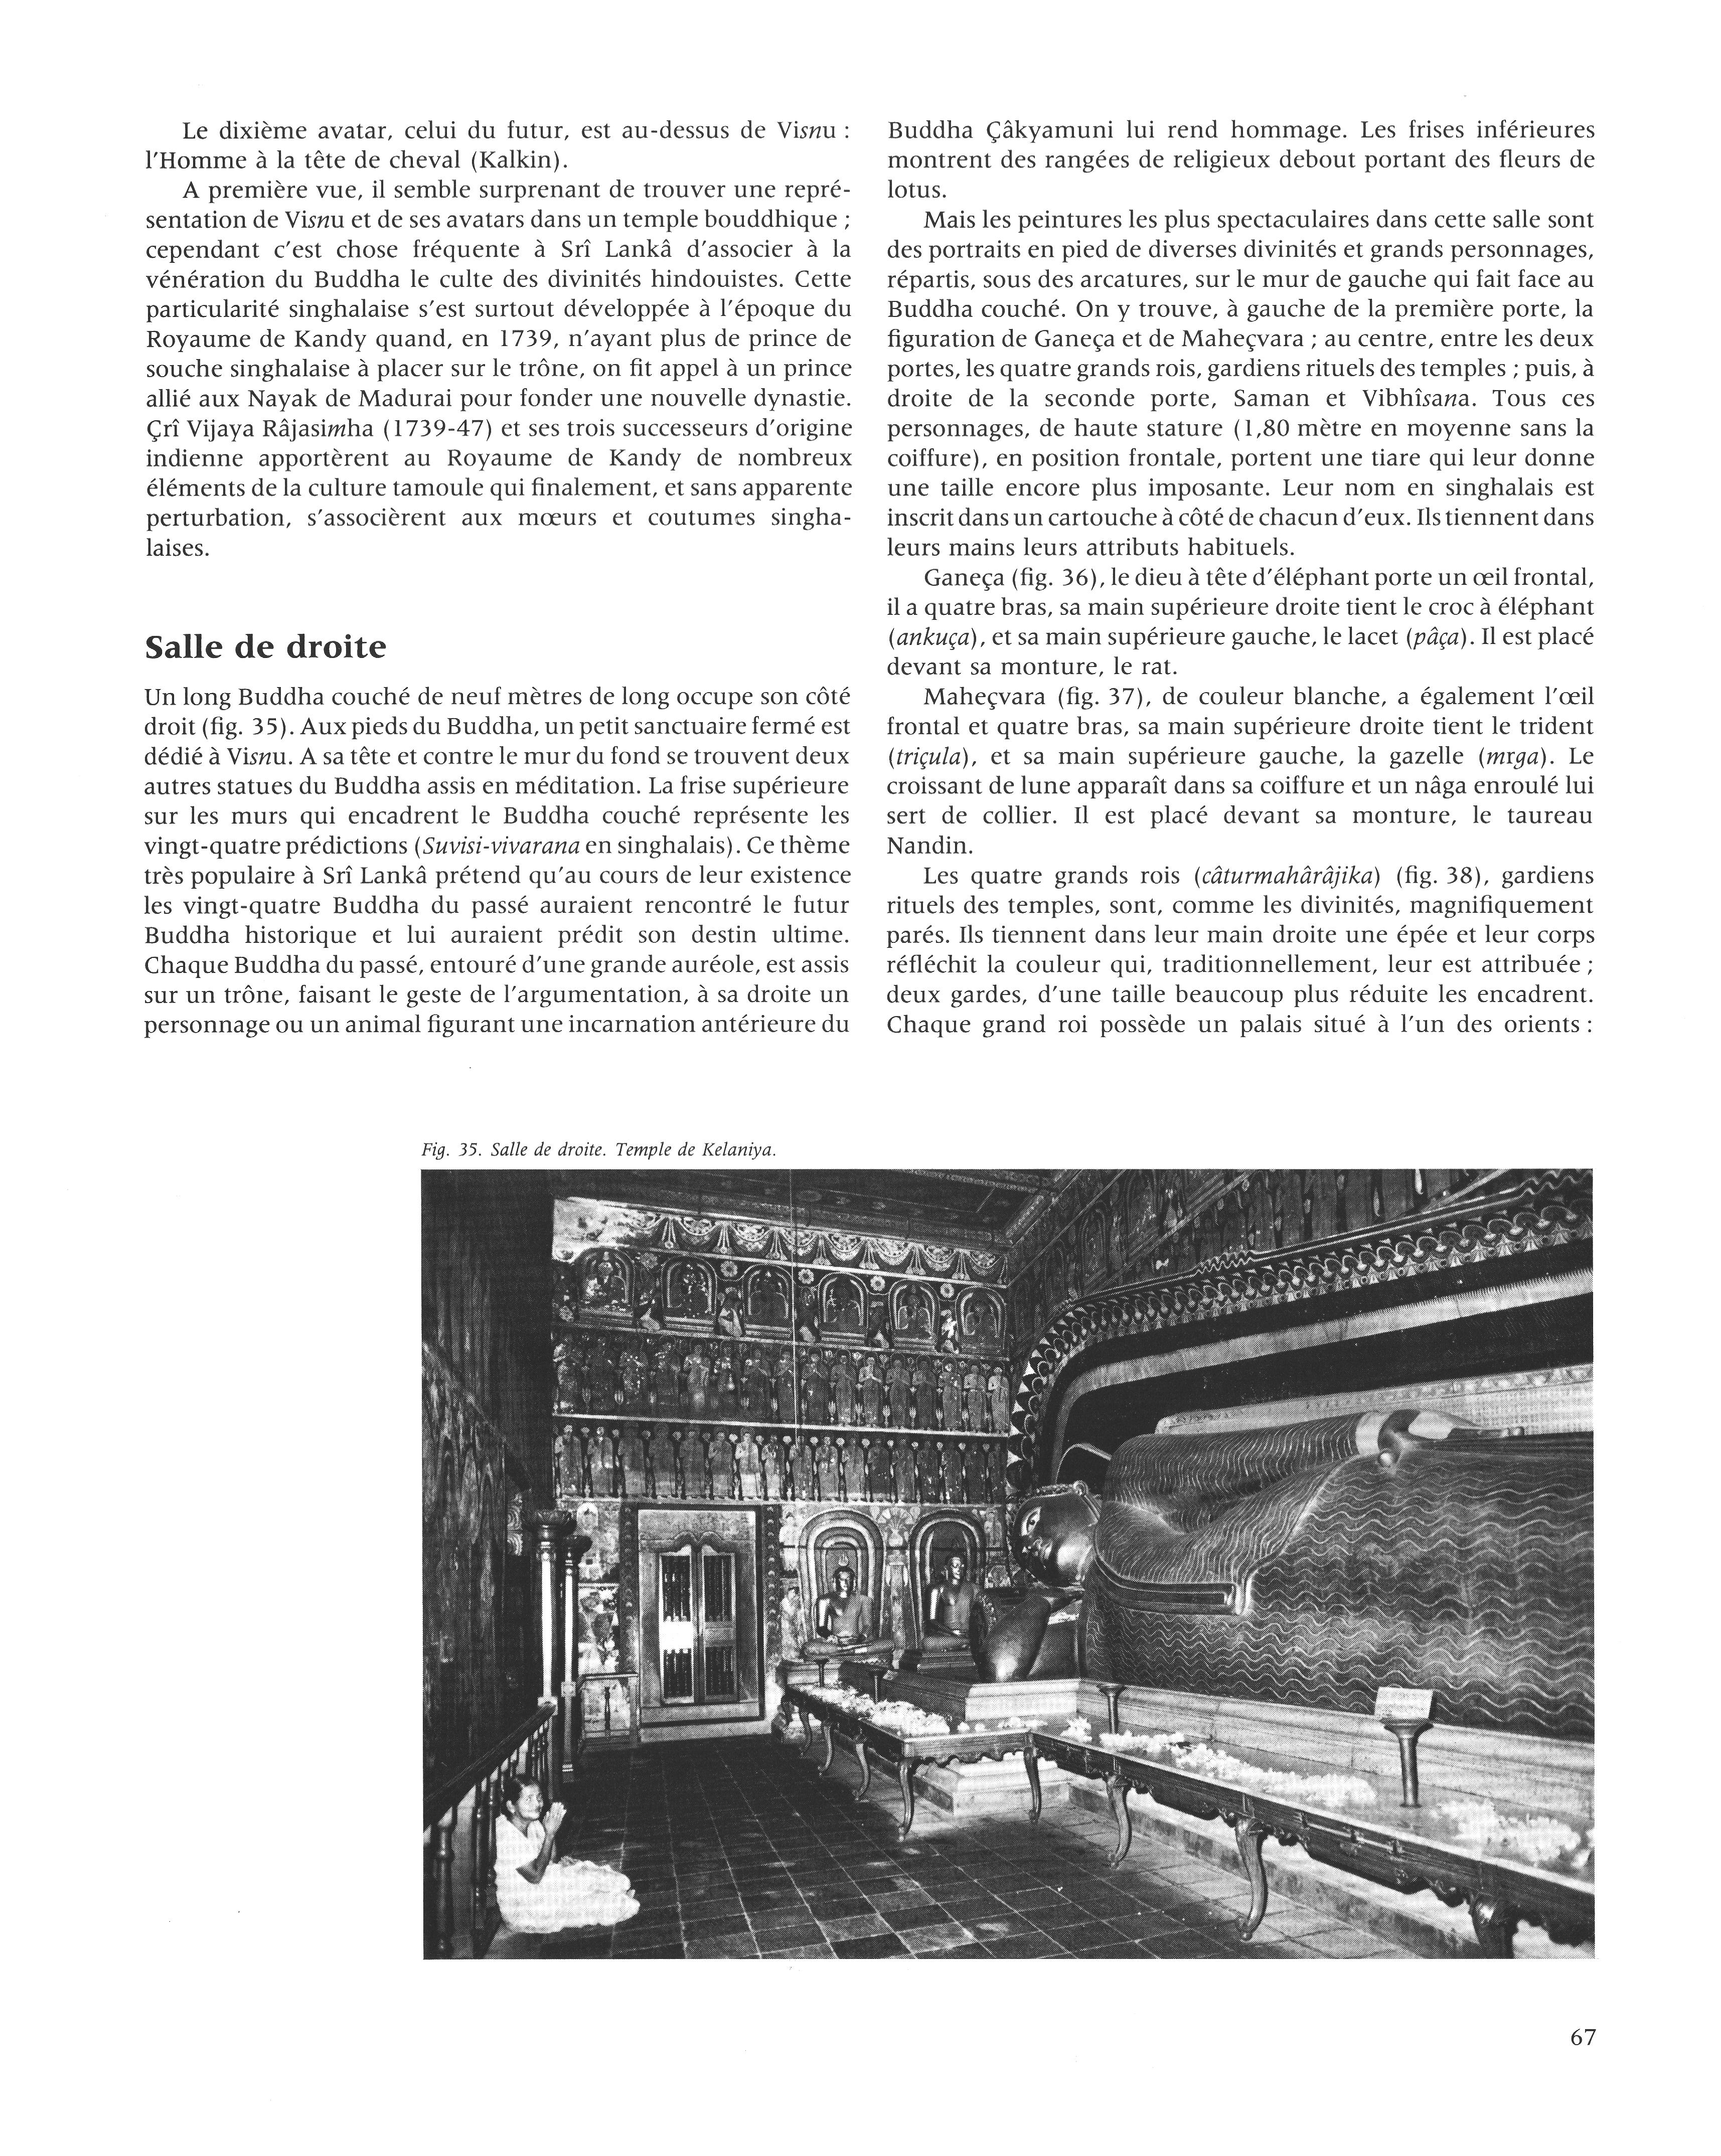 Le dixième avatar, celui du futur, est au-dessus de Visnu :
l'Homme à la tête de cheval (Kalkin).
A première vue, il semble surprenant de trouver une repré-
sentation de Visnu et de ses avatars dans un temple bouddhique ;
cependant c'est chose fréquente à Srî Lankâ d'associer à la
vénération du Buddha le culte des divinités hindouistes. Cette
particularité singhalaise s'est surtout développée à l'époque du
Royaume de Kandy quand, en 1739, n'ayant plus de prince de
souche singhalaise à placer sur le trône, on fit appel à un prince
allié aux Nayak de Madurai pour fonder une nouvelle dynastie.
Çrî Vijaya Râjasimha (1739-47) et ses trois successeurs d'origine
indienne apportèrent au Royaume de Kandy de nombreux
éléments de la culture tamoule qui finalement, et sans apparente
perturbation, s'associèrent aux mœurs et coutumes singha-
laises.
Salle de droite
Un long Buddha couché de neuf mètres de long occupe son côté
droit (fig. 35). Aux pieds du Buddha, un petit sanctuaire fermé est
dédié à Visnu. A sa tête et contre le mur du fond se trouvent deux
autres statues du Buddha assis en méditation. La frise supérieure
sur les murs qui encadrent le Buddha couché représente les
vingt-quatre prédictions (Suvisi-vivarana en singhalais). Ce thème
très populaire à Srî Lankâ prétend qu'au cours de leur existence
les vingt-quatre Buddha du passé auraient rencontré le futur
Buddha historique et lui auraient prédit son destin ultime.
Chaque Buddha du passé, entouré d'une grande auréole, est assis
sur un trône, faisant le geste de l'argumentation, à sa droite un
personnage ou un animal figurant une incarnation antérieure du
Buddha Çâkyamuni lui rend hommage. Les frises inférieures
montrent des rangées de religieux debout portant des fleurs de
lotus.
Mais les peintures les plus spectaculaires dans cette salle sont
des portraits en pied de diverses divinités et grands personnages,
répartis, sous des arcatures, sur le mur de gauche qui fait face au
Buddha couché. On y trouve, à gauche de la première porte, la
figuration de Ganeça et de Maheçvara ; au centre, entre les deux
portes, les quatre grands rois, gardiens rituels des temples ; puis, à
droite de la seconde porte, Saman et Vibhîsana. Tous ces
personnages, de haute stature (1,80 mètre en moyenne sans la
coiffure), en position frontale, portent une tiare qui leur donne
une taille encore plus imposante. Leur nom en singhalais est
inscrit dans un cartouche à côté de chacun d'eux. Ils tiennent dans
leurs mains leurs attributs habituels.
Ganeça (fig. 36), le dieu à tête d'éléphant porte un œil frontal,
il a quatre bras, sa main supérieure droite tient le croc à éléphant
(ankuça), et sa main supérieure gauche, le lacet (pâça). Il est placé
devant sa monture, le rat.
Maheçvara (fig. 37), de couleur blanche, a également l'œil
frontal et quatre bras, sa main supérieure droite tient le trident
(triçula), et sa main supérieure gauche, la gazelle (mrga). Le
croissant de lune apparaît dans sa coiffure et un nâga enroulé lui
sert de collier. Il est placé devant sa monture, le taureau
Nandin.
Les quatre grands rois (câturmahârâjika) (fig. 38), gardiens
rituels des temples, sont, comme les divinités, magnifiquement
parés. Ils tiennent dans leur main droite une épée et leur corps
réfléchit la couleur qui, traditionnellement, leur est attribuée ;
deux gardes, d'une taille beaucoup plus réduite les encadrent.
Chaque grand roi possède un palais situé à l'un des orients :
Fig. 35. Salle de droite. Temple de Kelaniya.
67